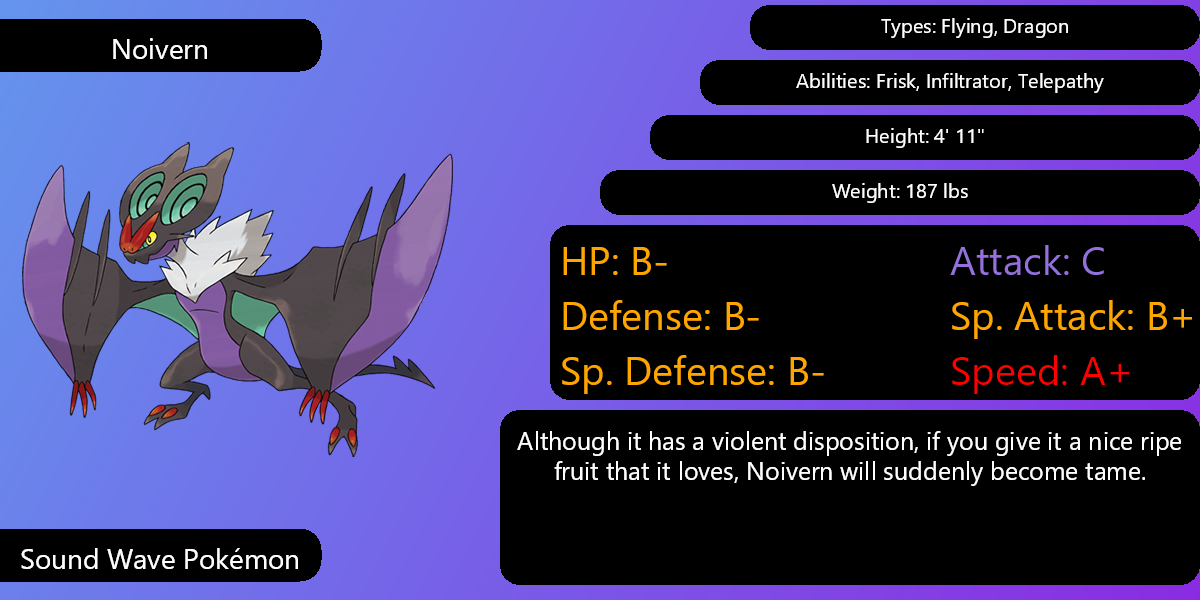 Noivern
Types: Flying, Dragon
Abilities: Frisk, Infiltrator, Telepathy
Height: 4' 11"
Weight: 187 lbs
HP: B-
Attack: C
Defense: B-
Sp. Attack: B+
Sp. Defense: B-
Speed: A+
Although it has a violent disposition, if you give it a nice ripe
fruit that it loves, Noivern will suddenly become tame.
Sound Wave Pokémon